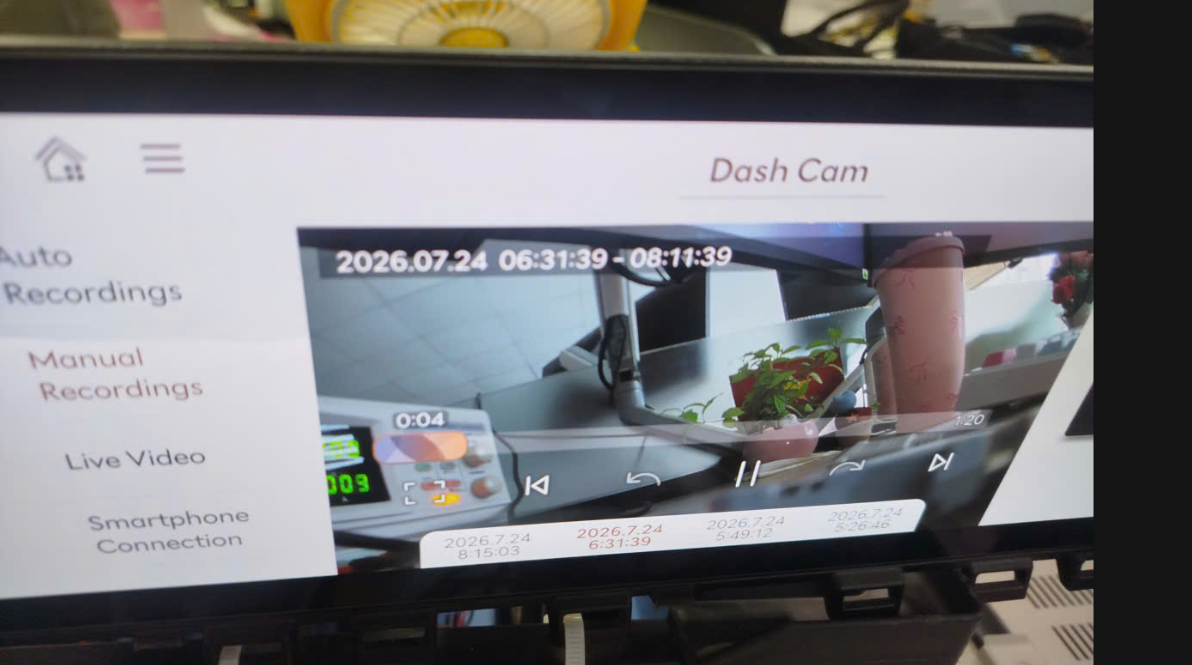 Dash Cam
Auto
Recordings
Manual
Recordings
Live Video
Smartphone
Connection
2026.07.24 06:31:39 - 08:11:39
0:04
1:20
003
2026.7.24
8:15:03
2026.7.24
6:31:39
2026.7.24
5:49:12
2026.7.24
5:26:46